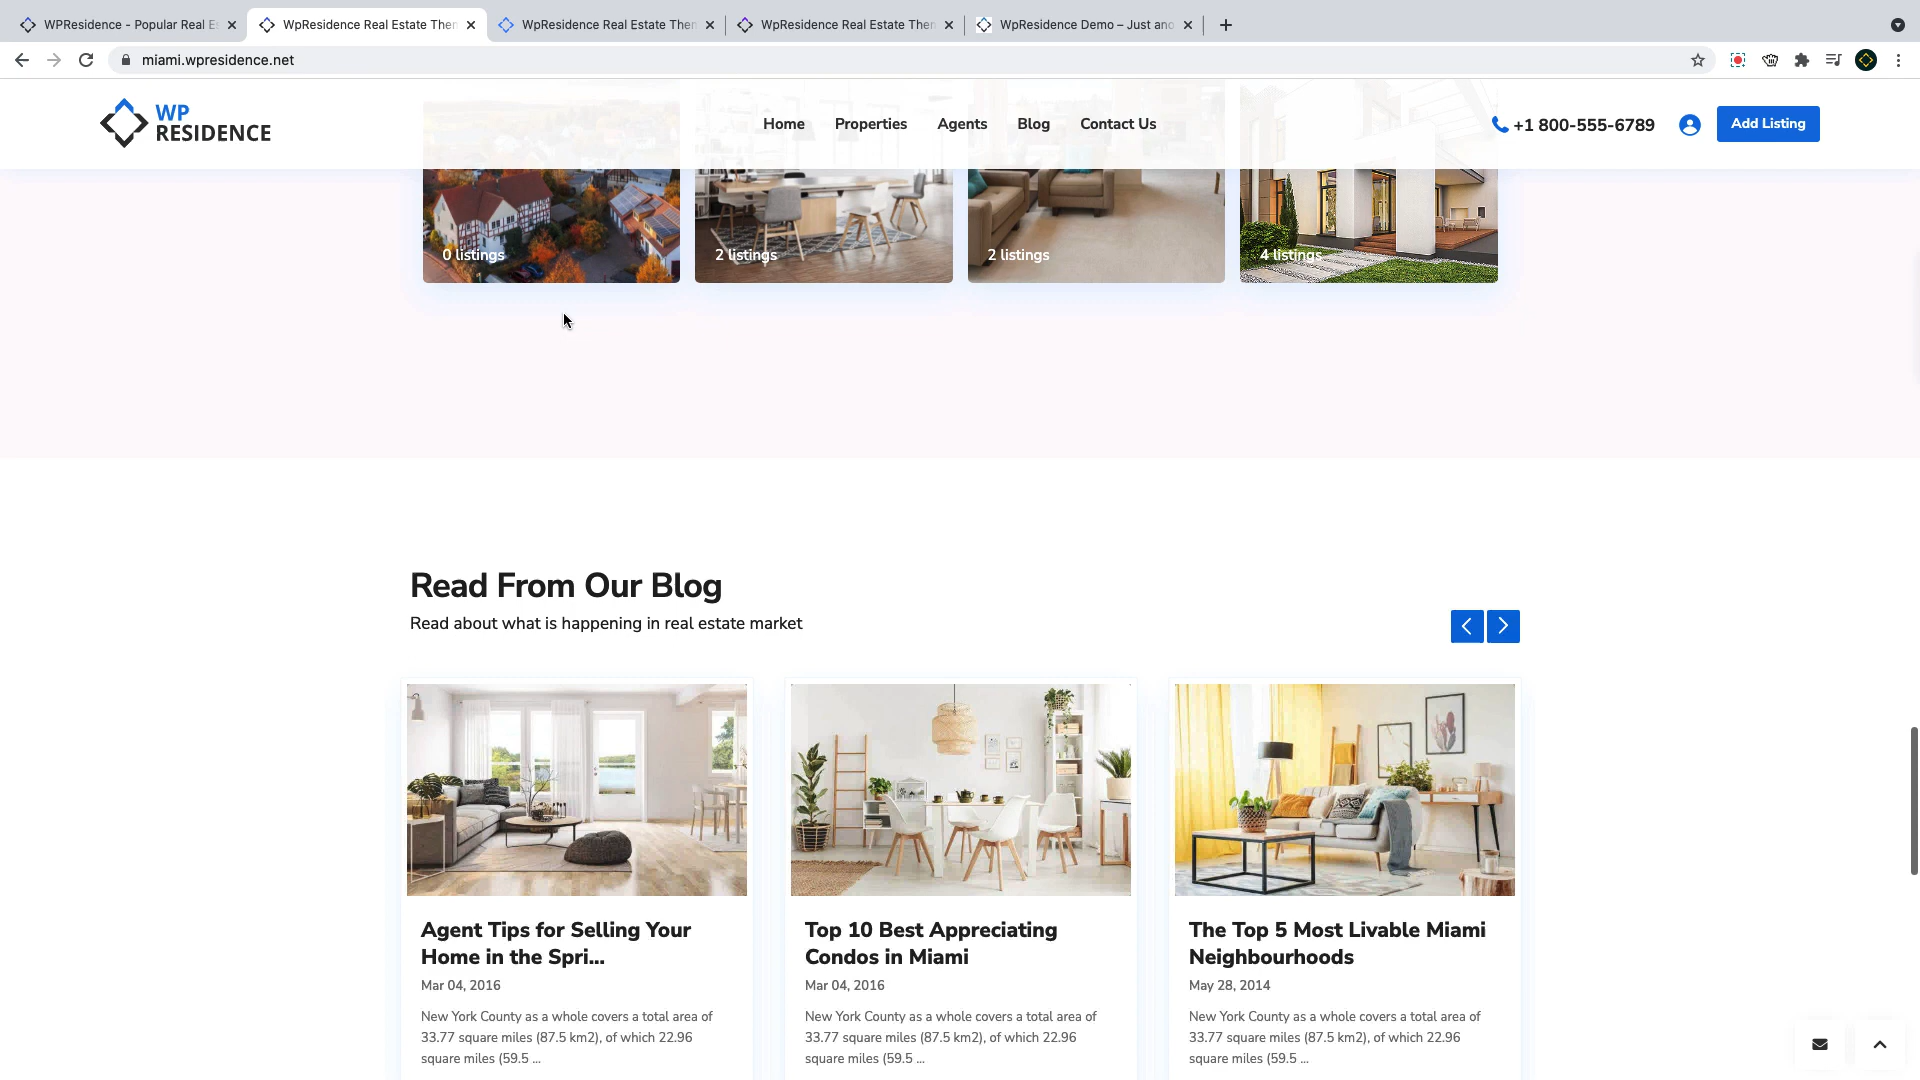 WPResidence - Popular Real Es
WpResidence Real Estate Then
WpResidence Real Estate Then
WpResidence Real Estate Then
WpResidence Demo – Just ano
miami.wpresidence.net
WP
RESIDENCE
Home
Properties
Agents
Blog
Contact Us
+1 800-555-6789
Add Listing
0 listings
2 listings
2 listings
4 listings
Read From Our Blog
Read about what is happening in real estate market
Agent Tips for Selling Your
Home in the Spri...
Mar 04, 2016
New York County as a whole covers a total area of
33.77 square miles (87.5 km2), of which 22.96
square miles (59.5 ...
Top 10 Best Appreciating
Condos in Miami
Mar 04, 2016
New York County as a whole covers a total area of
33.77 square miles (87.5 km2), of which 22.96
square miles (59.5 ...
The Top 5 Most Livable Miami
Neighbourhoods
May 28, 2014
New York County as a whole covers a total area of
33.77 square miles (87.5 km2), of which 22.96
square miles (59.5 ...